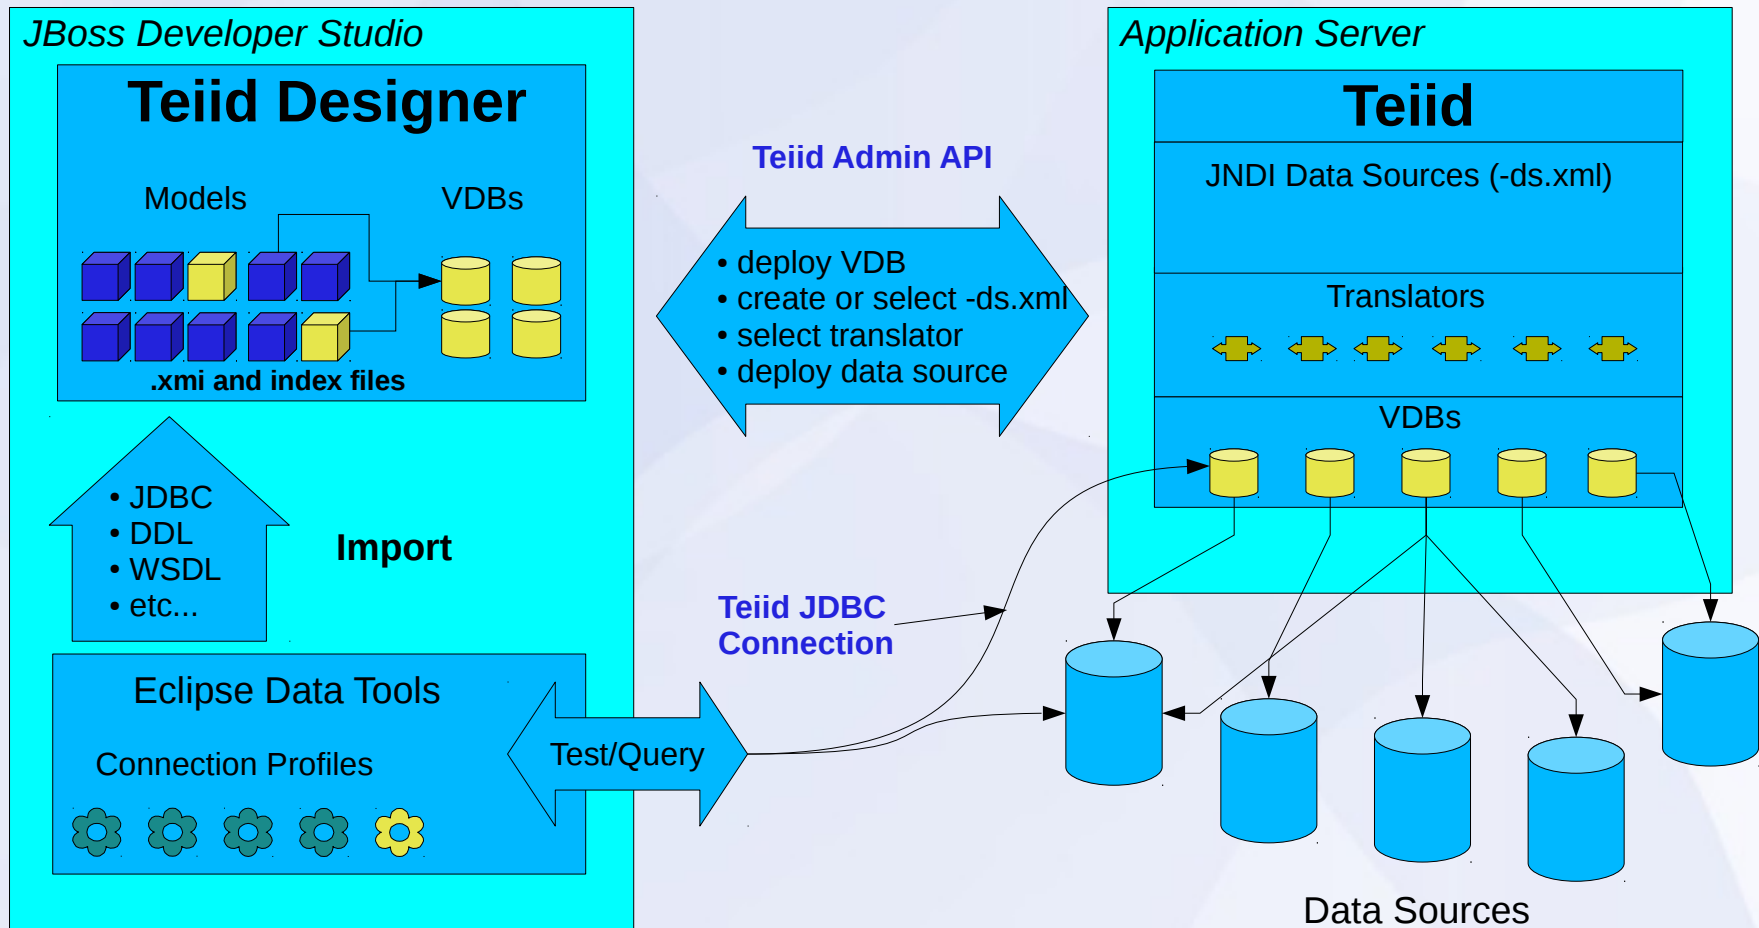 JBoss Developer Studio
Teiid Designer
Models
VDBs
.xmi and index files
• JDBC
• DDL
• WSDL
• etc...
Import
Eclipse Data Tools
Connection Profiles
Test/Query
Teiid Admin API
• deploy VDB
• create or select -ds.xml
• select translator
• deploy data source
Teiid JDBC
Connection
Application Server
Teiid
JNDI Data Sources (-ds.xml)
Translators
VDBs
Data Sources